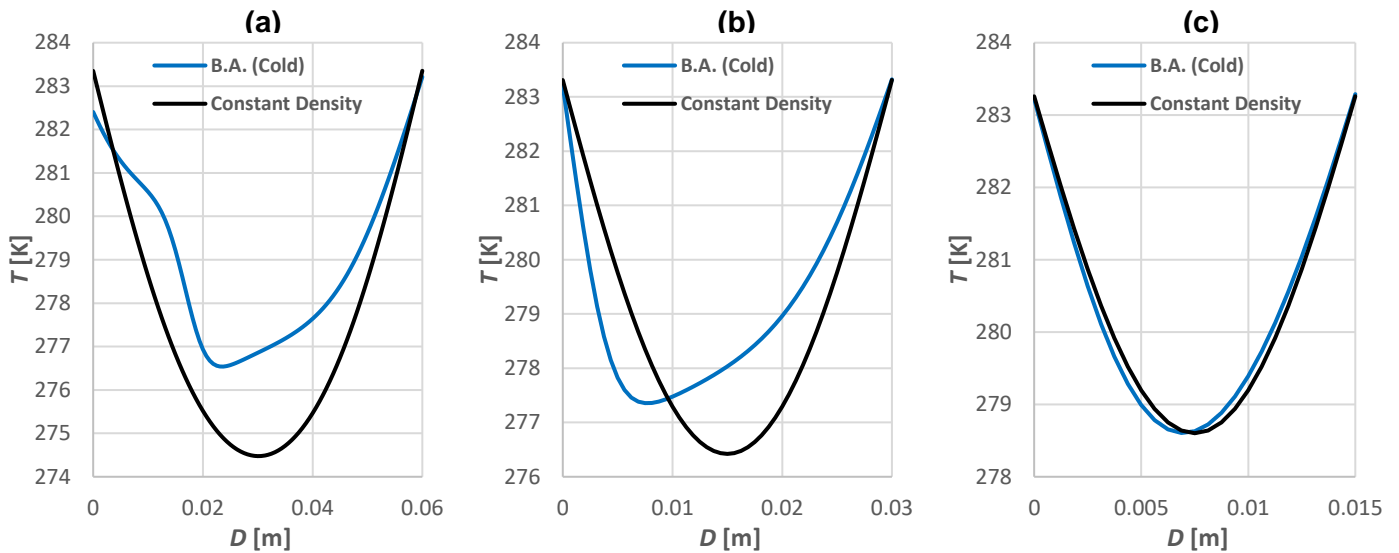 (a)
284
283
282
281
280
279
278
277
276
275
274
T [K]
B.A. (Cold)
Constant Density
0
0.02
0.04
0.06
D [m]
(b)
284
283
282
281
280
279
278
277
276
T [K]
B.A. (Cold)
Constant Density
0
0.01
0.02
0.03
D [m]
(c)
284
283
282
281
280
279
278
T [K]
B.A. (Cold)
Constant Density
0
0.005
0.01
0.015
D [m]